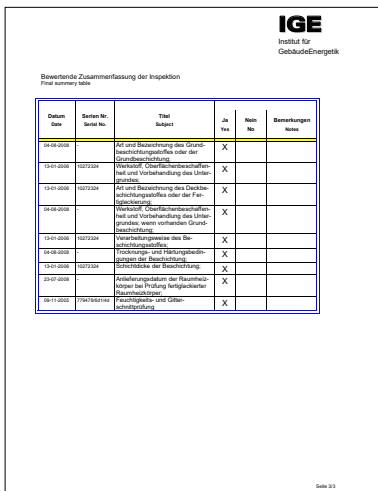 IGE
Institut für
GebäudeEnergetik
Bewertende Zusammenfassung der Inspektion
Final summery table
Datum Serien Nr. Titel Ja Nein Bemerkungen
Date Serial No. Subject Yes No Notes
04-08-2008 - Art und Bezeichnung des Grund- X
beschichtungsstoffes oder der
Grundbeschichtung;
13-01-2006 10272324 Werkstoff, Oberflächenbeschaffen- X
heit und Vorbehandlung des Unter-
grundes;
13-01-2006 10272324 Art und Bezeichnung des Deckbe- X
schichtungsstoffes oder der Fer-
tiglackierung;
04-08-2008 - Werkstoff, Oberflächenbeschaffen- X
heit und Vorbehandlung des Unter-
grundes; wenn vorhanden Grund-
beschichtung;
13-01-2006 10272324 Verarbeitungsweise des Be- X
schichtungsstoffes;
04-08-2008 - Trocknungs- und Härtungsbedin- X
gungen der Beschichtung;
13-01-2006 10272324 Schichtdicke der Beschichtung; X
23-07-2008 - Anlieferungsdatum der Raumheiz- X
körper bei Prüfung fertiglackierter
Raumheizkörper;
09-11-2005 Feuchtigkeits- und Gitter- X
schnittprüfung
Seite 3/3